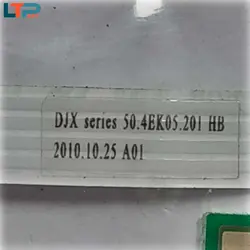 LTP
DJX series 50.4EK05.201 HB
2010.10.25 A01